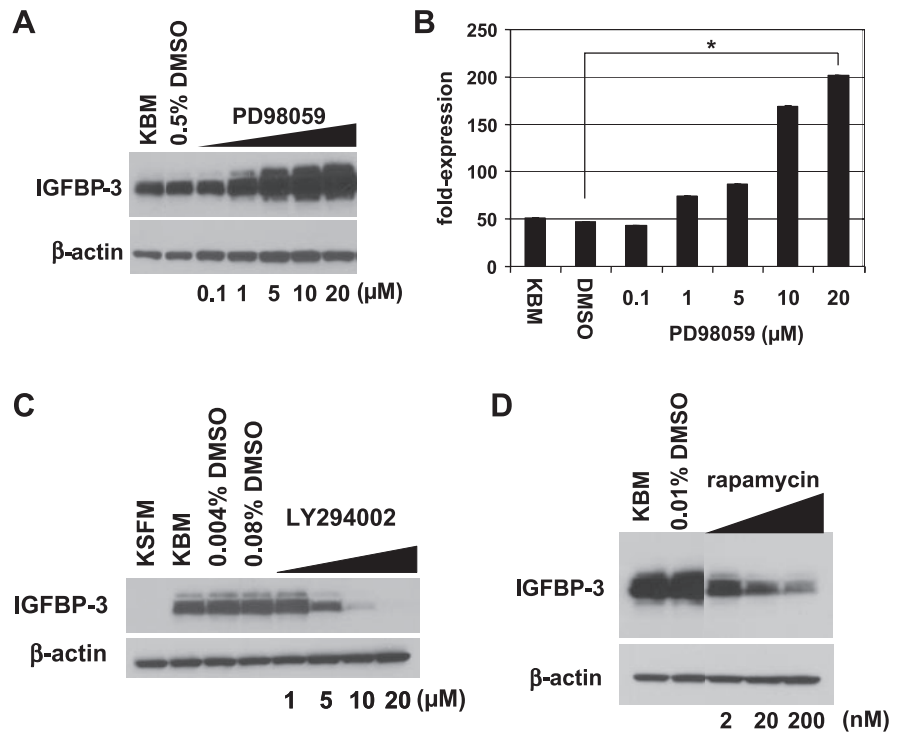 A
KBM
0.5% DMSO
PD98059
IGFBP-3
β-actin
0.1 1 5 10 20 (μM)
B
250
200
150
100
50
0
fold-expression
*
KBM
DMSO
0.1 1 5 10 20
PD98059 (μM)
C
KSFM
KBM
0.004% DMSO
0.08% DMSO
LY294002
IGFBP-3
β-actin
1 5 10 20 (μM)
D
KBM
0.01% DMSO
rapamycin
IGFBP-3
β-actin
2 20 200 (nM)